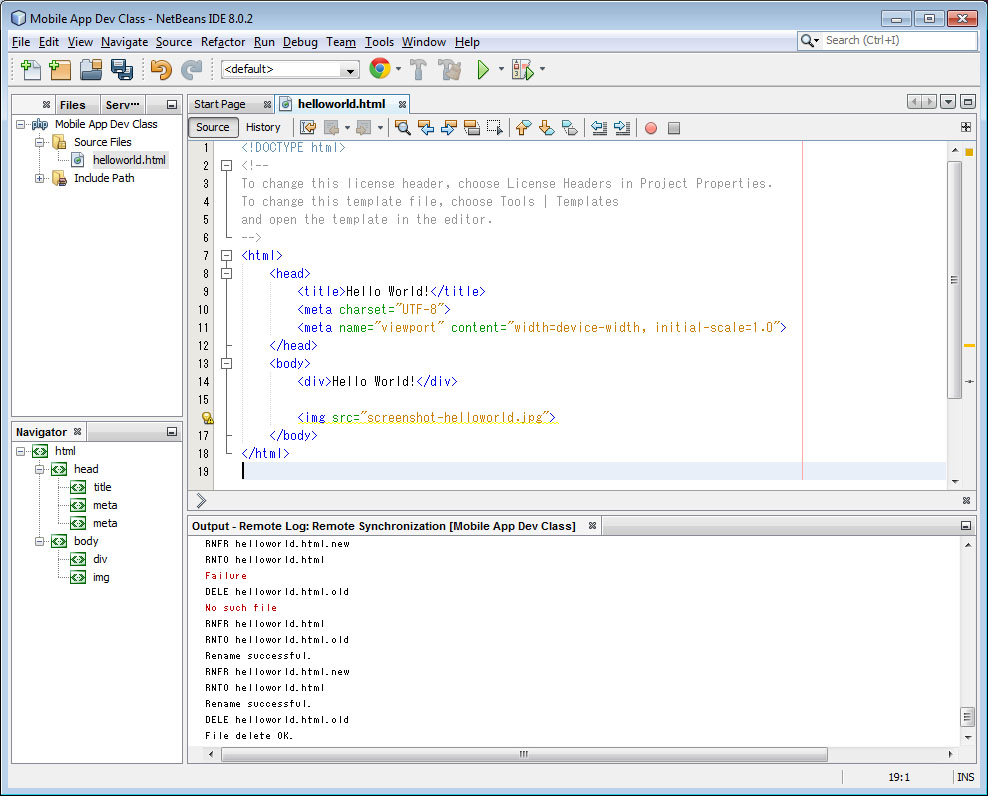 Mobile App Dev Class - NetBeans IDE 8.0.2
File Edit View Navigate Source Refactor Run Debug Team Tools Window Help
Search (Ctrl+I)
<default>
Files Serv...
Mobile App Dev Class
Source Files
helloworld.html
Include Path
Start Page helloworld.html
Source History
1 <!DOCTYPE html>
2 <!--
3 To change this license header, choose License Headers in Project Properties.
4 To change this template file, choose Tools | Templates
5 and open the template in the editor.
6 -->
7 <html>
8 <head>
9 <title>Hello World!</title>
10 <meta charset="UTF-8">
11 <meta name="viewport" content="width=device-width, initial-scale=1.0">
12 </head>
13 <body>
14 <div>Hello World!</div>
15
<img src="screenshot-helloworld.jpg">
17 </body>
18 </html>
19
Navigator
html
head
title
meta
meta
body
div
img
Output - Remote Log: Remote Synchronization [Mobile App Dev Class]
RNFR helloworld.html.new
RNTO helloworld.html
Failure
DELE helloworld.html.old
No such file
RNFR helloworld.html
RNTO helloworld.html.old
Rename successful.
RNFR helloworld.html.new
RNTO helloworld.html
Rename successful.
DELE helloworld.html.old
File delete OK.
19:1 INS